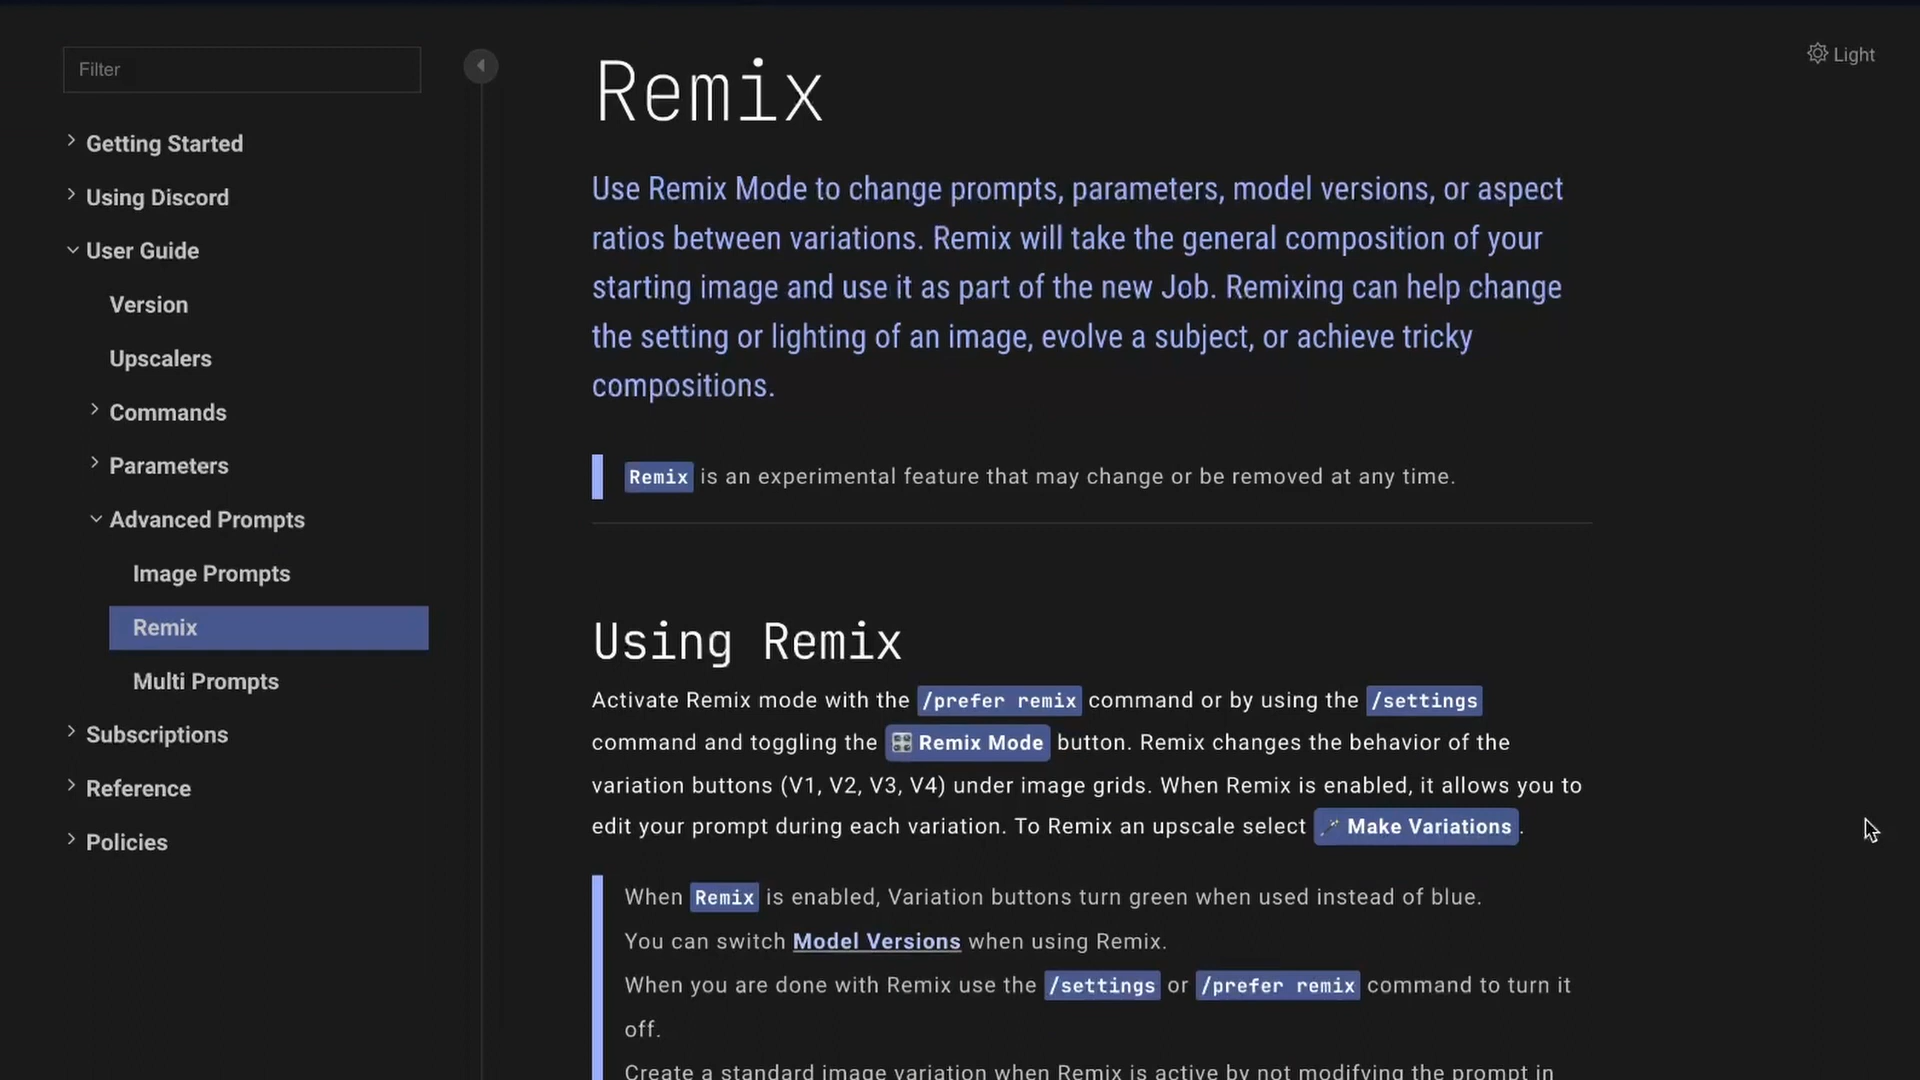 Filter
Getting Started
Using Discord
User Guide
Version
Upscalers
Commands
Parameters
Advanced Prompts
Image Prompts
Remix
Multi Prompts
Subscriptions
Reference
Policies
Light
Remix
Use Remix Mode to change prompts, parameters, model versions, or aspect
ratios between variations. Remix will take the general composition of your
starting image and use it as part of the new Job. Remixing can help change
the setting or lighting of an image, evolve a subject, or achieve tricky
compositions.
Remix is an experimental feature that may change or be removed at any time.
Using Remix
Activate Remix mode with the /prefer remix command or by using the /settings
command and toggling the 🎛️ Remix Mode button. Remix changes the behavior of the
variation buttons (V1, V2, V3, V4) under image grids. When Remix is enabled, it allows you to
edit your prompt during each variation. To Remix an upscale select 🪄 Make Variations.
When Remix is enabled, Variation buttons turn green when used instead of blue.
You can switch Model Versions when using Remix.
When you are done with Remix use the /settings or /prefer remix command to turn it
off.
Create a standard image variation when Remix is active by not modifying the prompt in